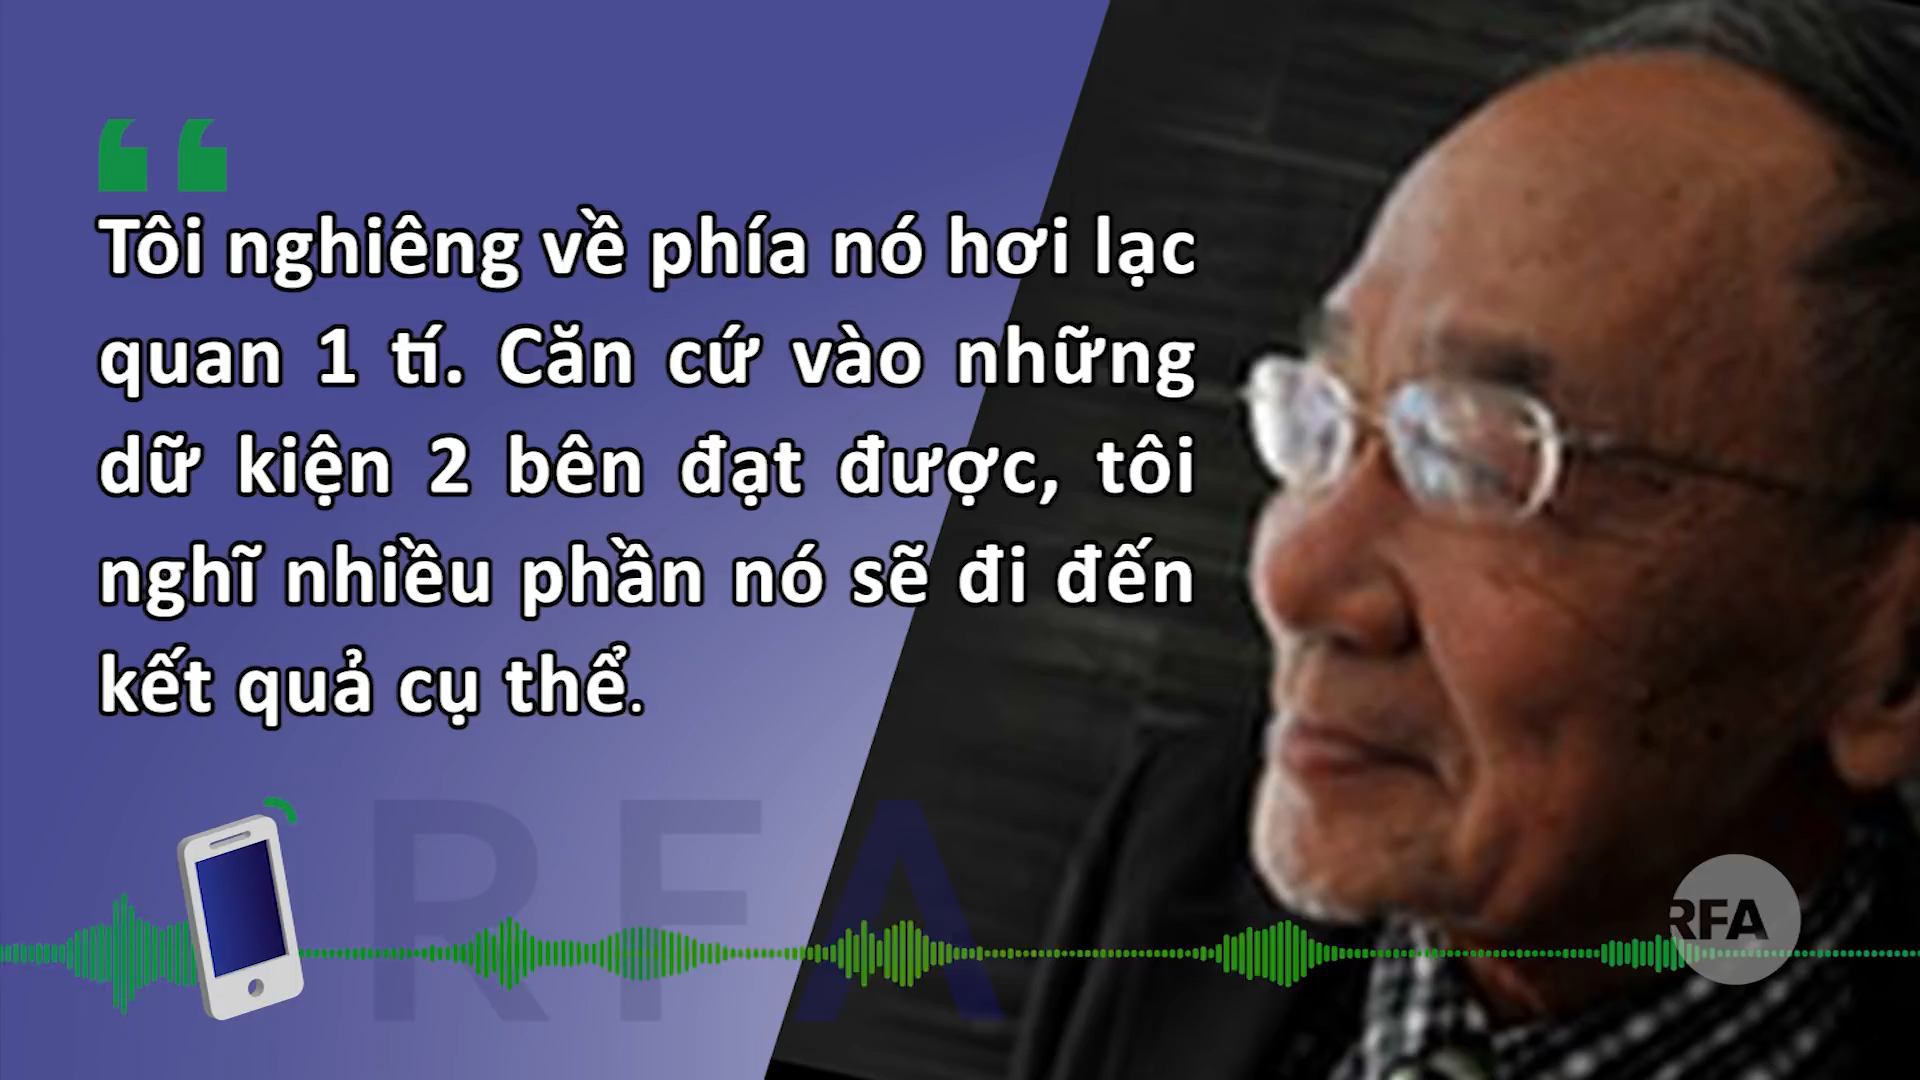 Tôi nghiêng về phía nó hơi lạc
quan 1 tí. Căn cứ vào những
dữ kiện 2 bên đạt được, tôi
nghĩ nhiều phần nó sẽ đi đến
kết quả cụ thể.
RFA
RFA